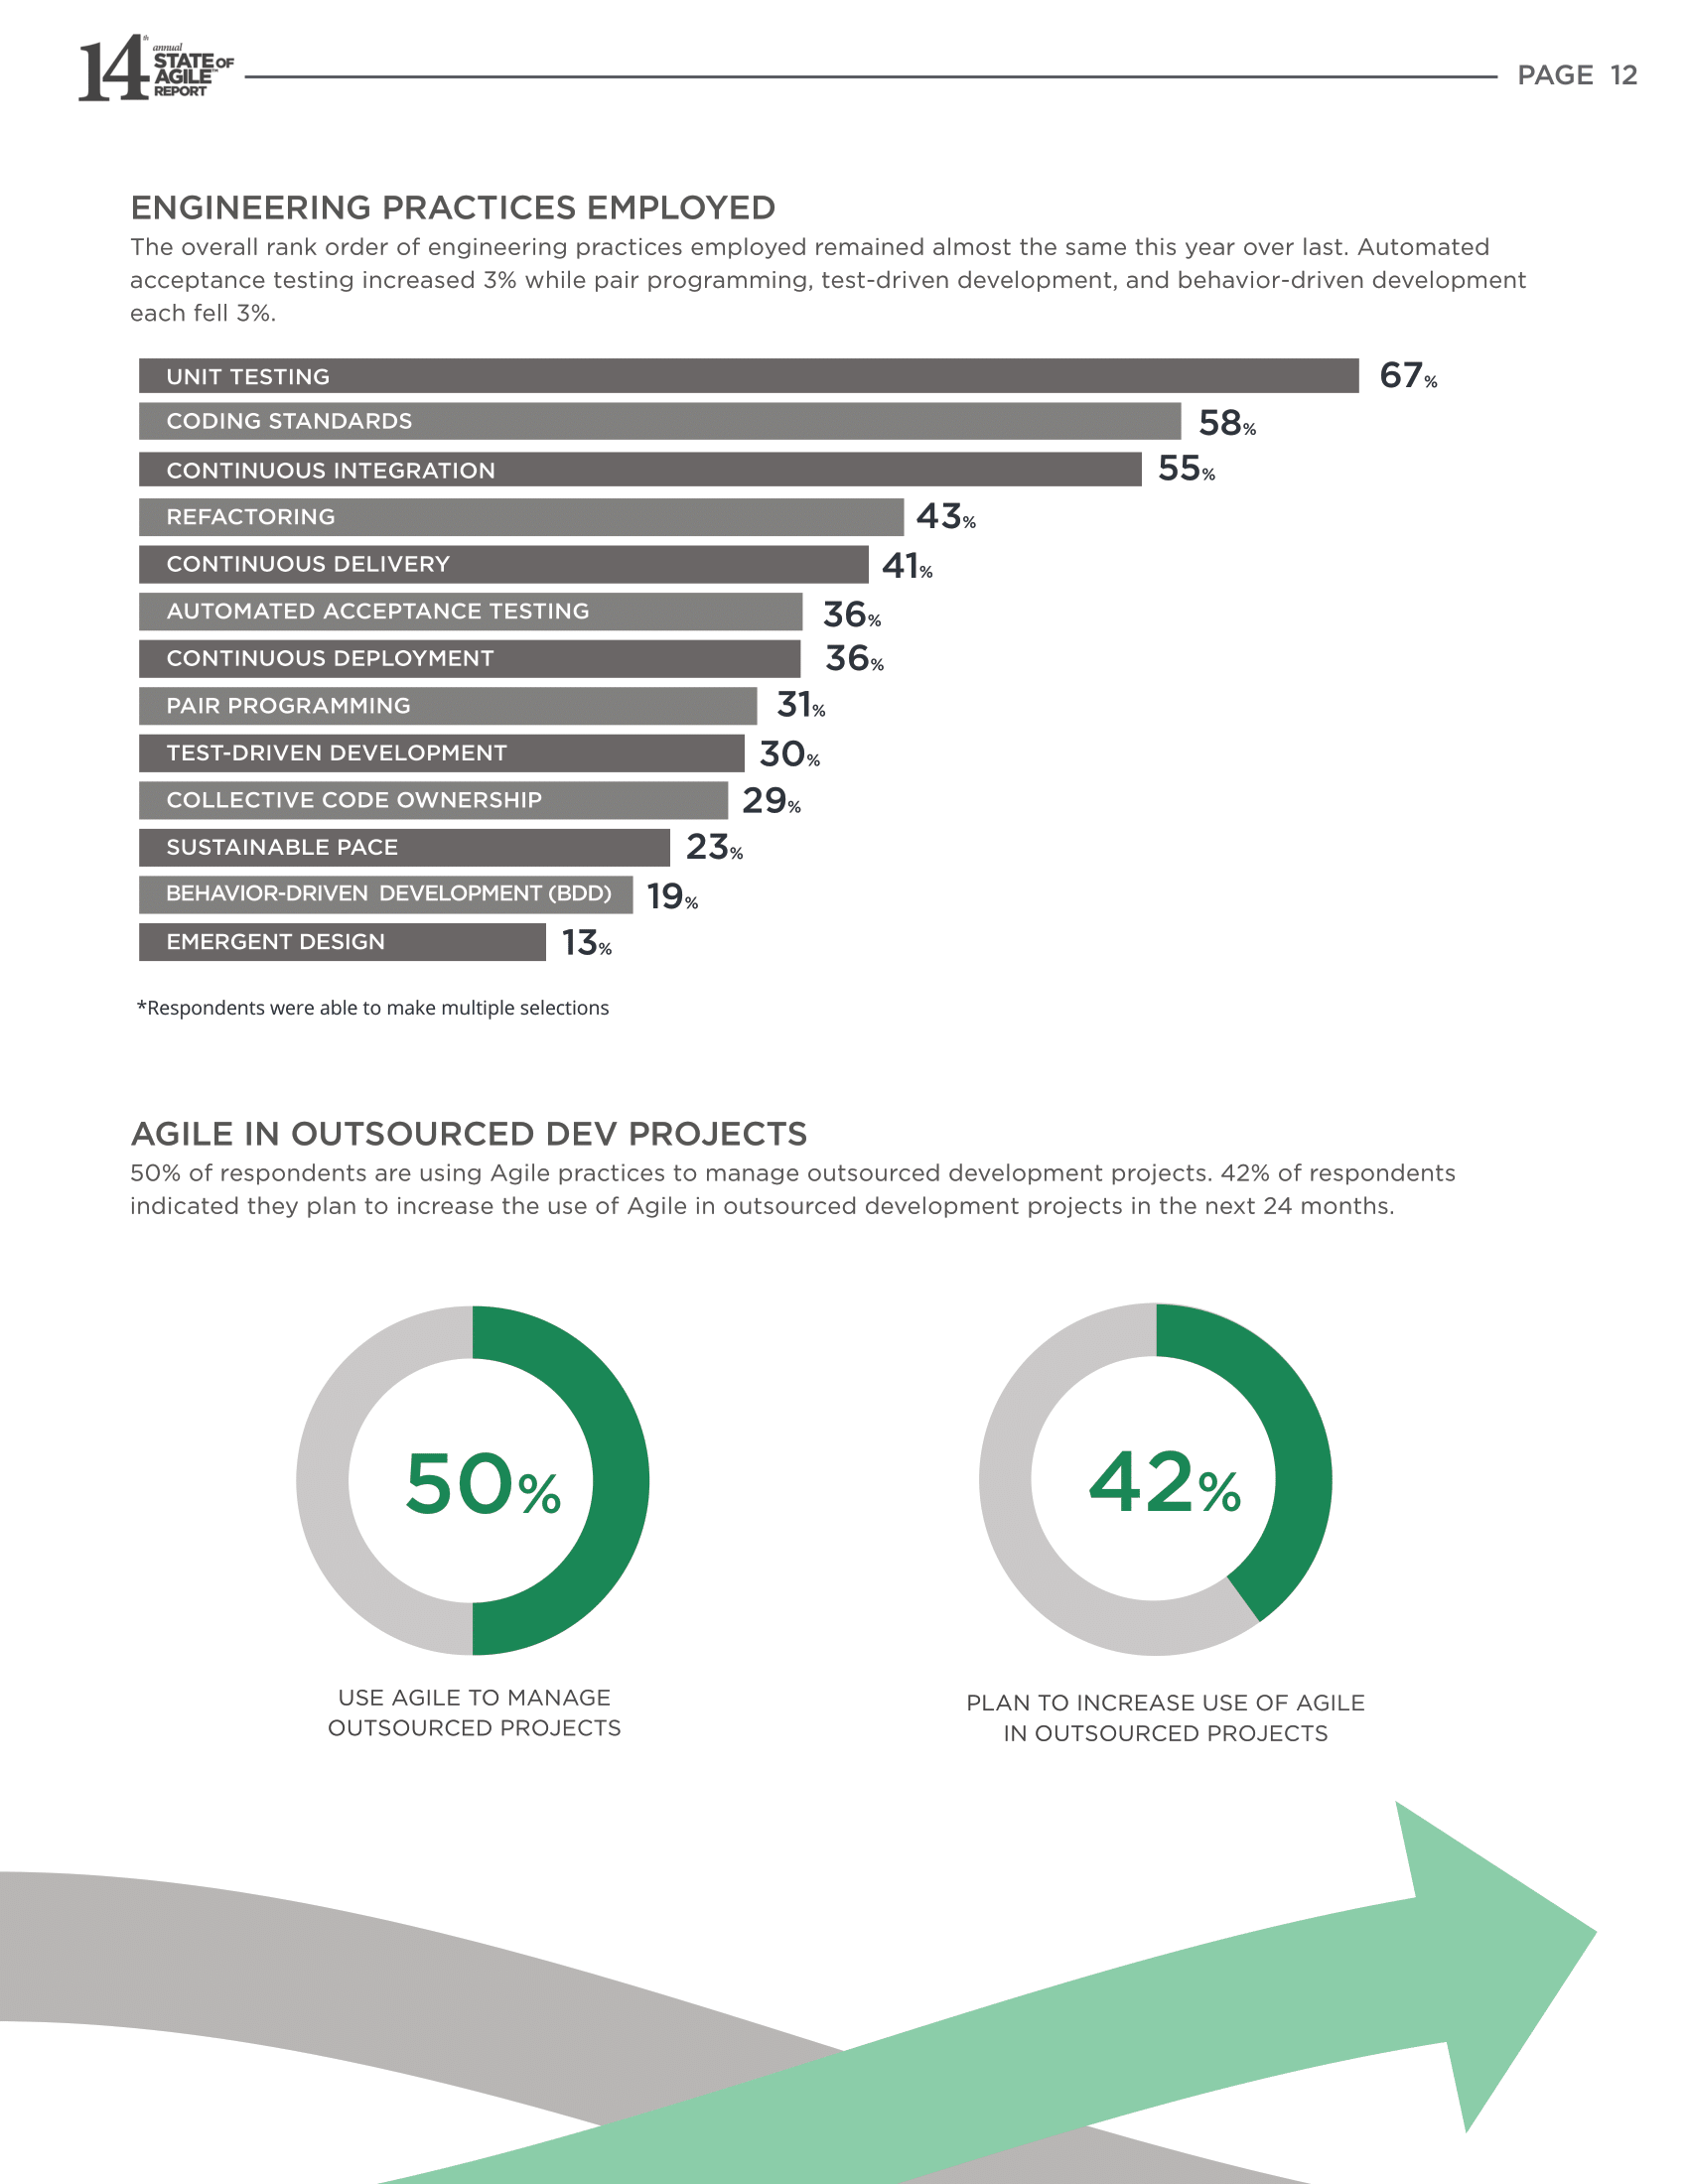 14th annual
STATE OF
AGILE™
REPORT
PAGE 12
ENGINEERING PRACTICES EMPLOYED
The overall rank order of engineering practices employed remained almost the same this year over last. Automated
acceptance testing increased 3% while pair programming, test-driven development, and behavior-driven development
each fell 3%.
UNIT TESTING 67%
CODING STANDARDS 58%
CONTINUOUS INTEGRATION 55%
REFACTORING 43%
CONTINUOUS DELIVERY 41%
AUTOMATED ACCEPTANCE TESTING 36%
CONTINUOUS DEPLOYMENT 36%
PAIR PROGRAMMING 31%
TEST-DRIVEN DEVELOPMENT 30%
COLLECTIVE CODE OWNERSHIP 29%
SUSTAINABLE PACE 23%
BEHAVIOR-DRIVEN DEVELOPMENT (BDD) 19%
EMERGENT DESIGN 13%
*Respondents were able to make multiple selections
AGILE IN OUTSOURCED DEV PROJECTS
50% of respondents are using Agile practices to manage outsourced development projects. 42% of respondents
indicated they plan to increase the use of Agile in outsourced development projects in the next 24 months.
50%
USE AGILE TO MANAGE
OUTSOURCED PROJECTS
42%
PLAN TO INCREASE USE OF AGILE
IN OUTSOURCED PROJECTS